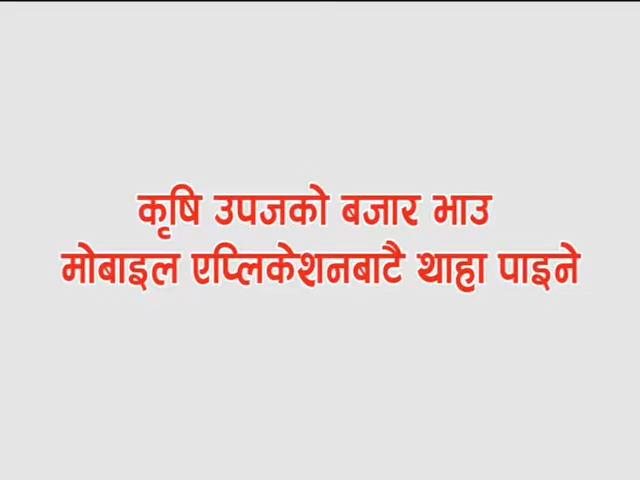 कृषि उपजको बजार भाउ
मोबाइल एप्लिकेशनबाटै थाहा पाइने